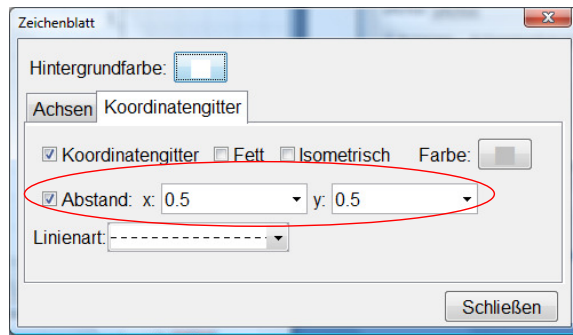 Zeichenblatt
Hintergrundfarbe:
Achsen Koordinatengitter
Koordinatengitter Fett Isometrisch Farbe:
Abstand: x: 0.5 y: 0.5
Linienart:
Schließen